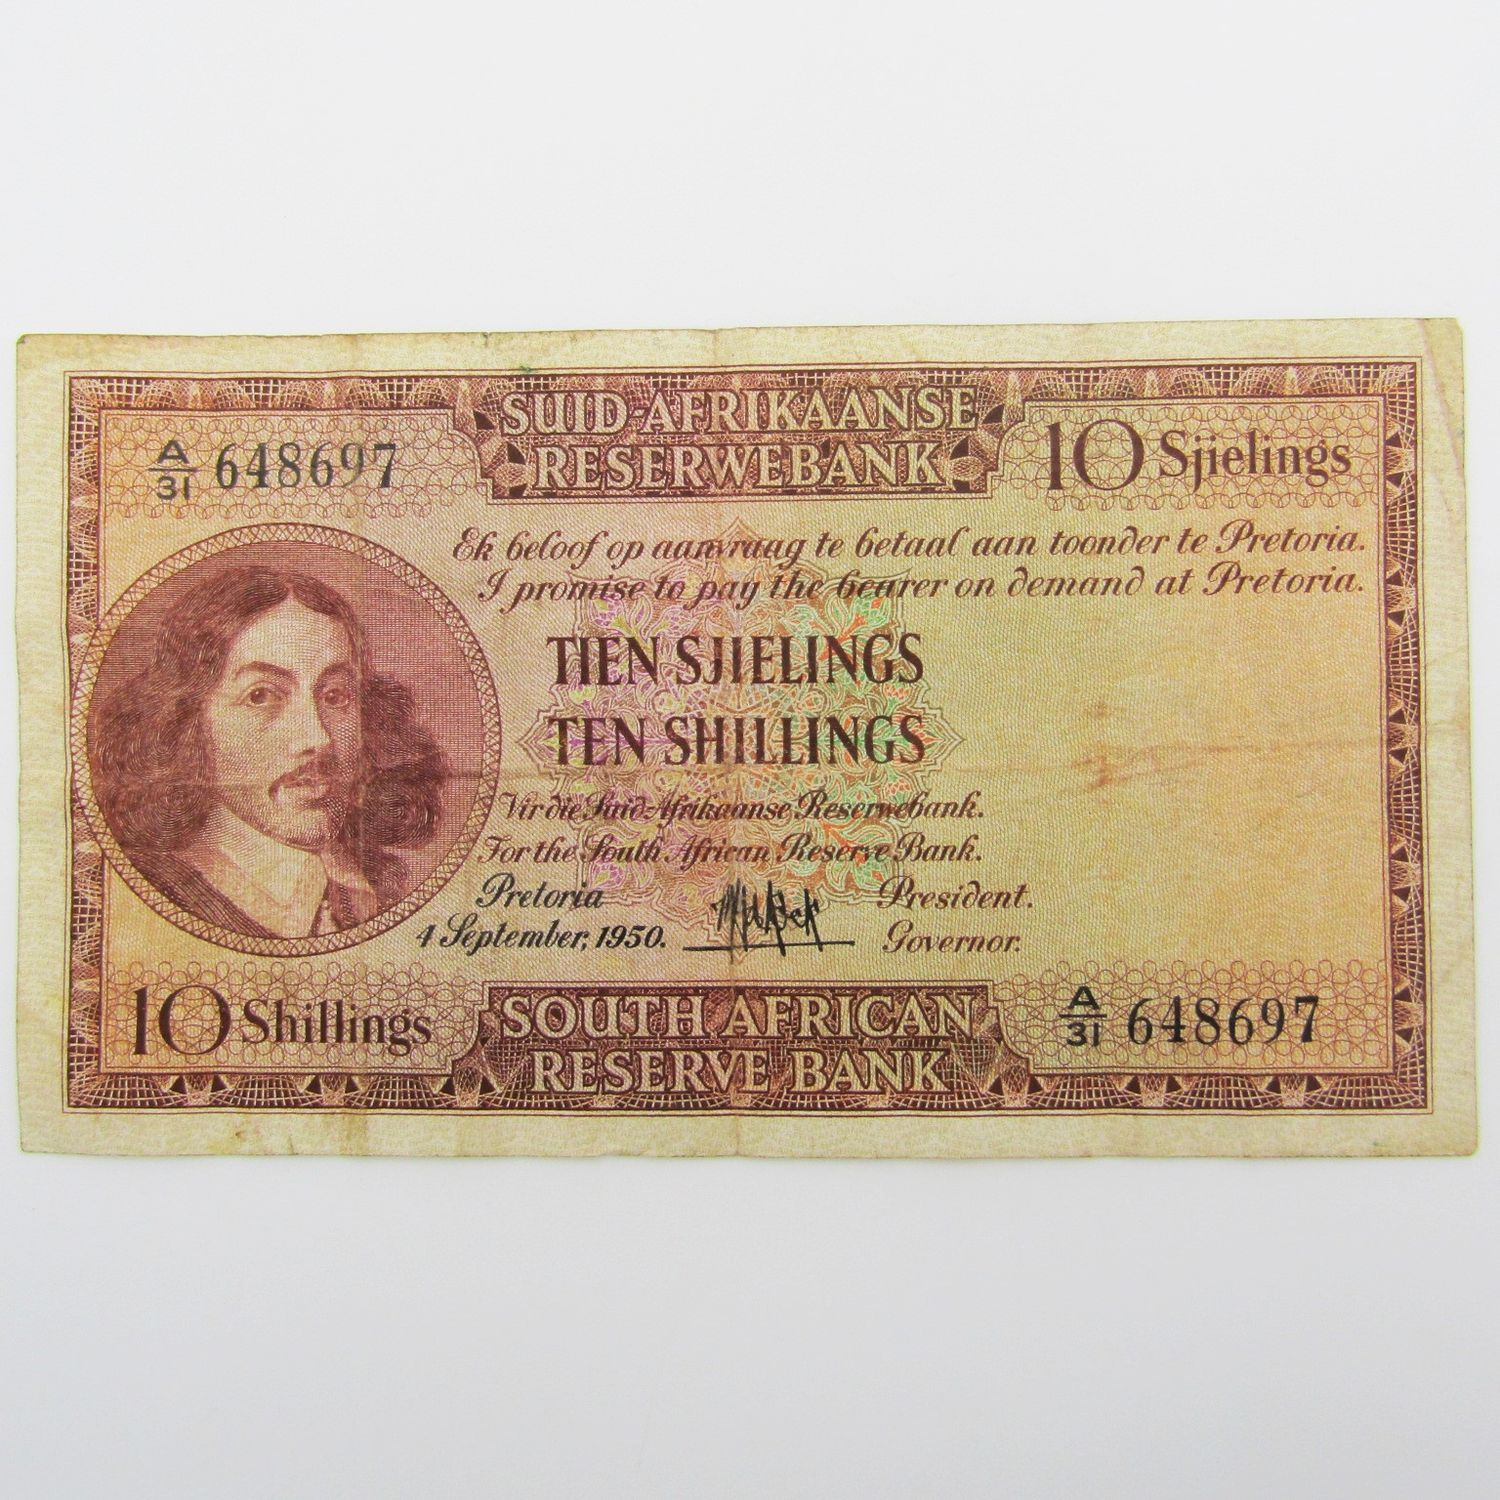 SUID-AFRIKAANSE
RESERWEBANK
A/31 648697
10 Sjielings
Ek beloof op aanvraag te betaal aan toonder te Pretoria.
I promise to pay the bearer on demand at Pretoria.
TIEN SJIELINGS
TEN SHILLINGS
Vir die Suid-Afrikaanse Reserwebank.
For the South African Reserve Bank.
Pretoria
4 September, 1950.
President.
Governor.
10 Shillings
SOUTH AFRICAN
RESERVE BANK
A/31 648697